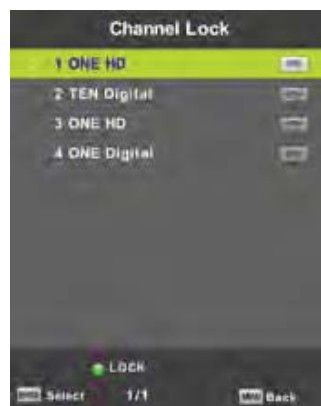 Channel Lock
1 ONE HD
2 TEN Digital
3 ONE HD
4 ONE Digital
LOCK
Select 1/1 Back